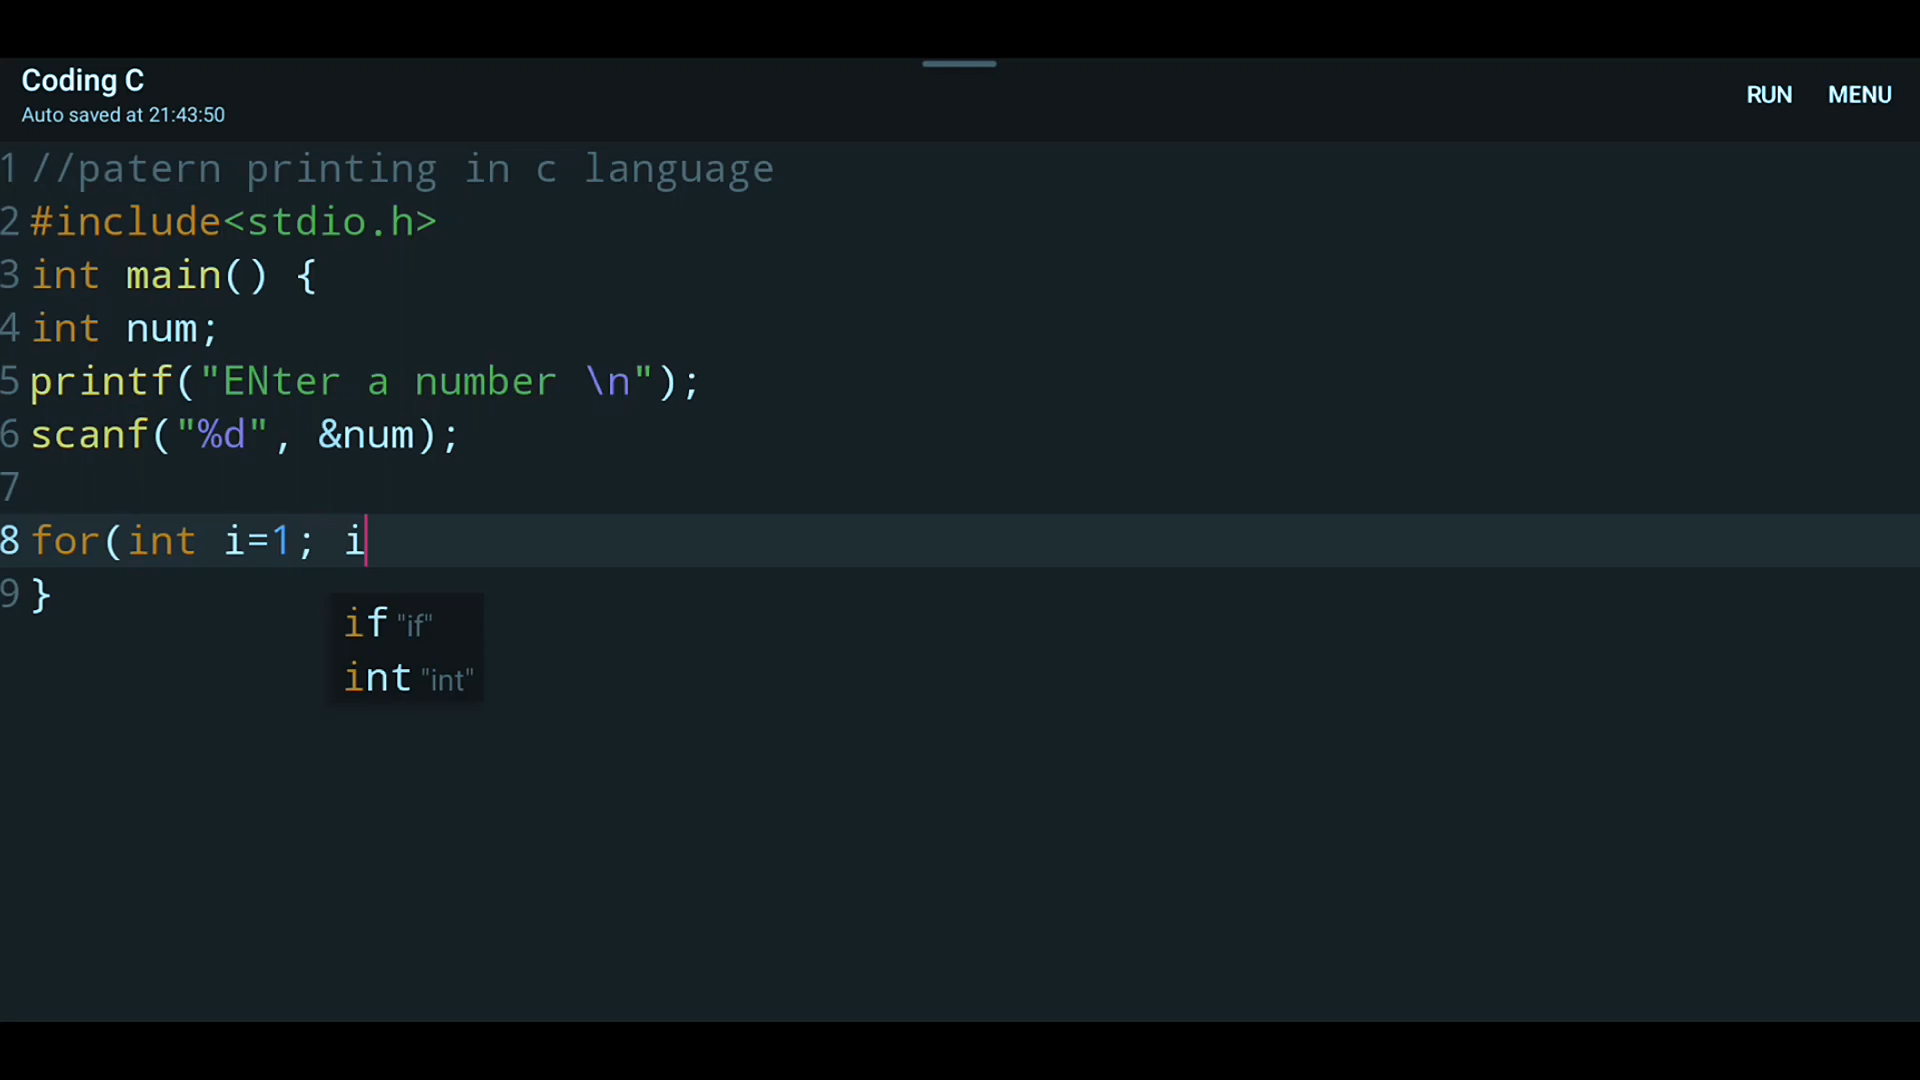 Coding C
Auto saved at 21:43:50
RUN MENU
1 //patern printing in c language
2 #include<stdio.h>
3 int main() {
4 int num;
5 printf("ENter a number \n");
6 scanf("%d", &num);
7
8 for(int i=1; i
9 }
if "if"
int "int"